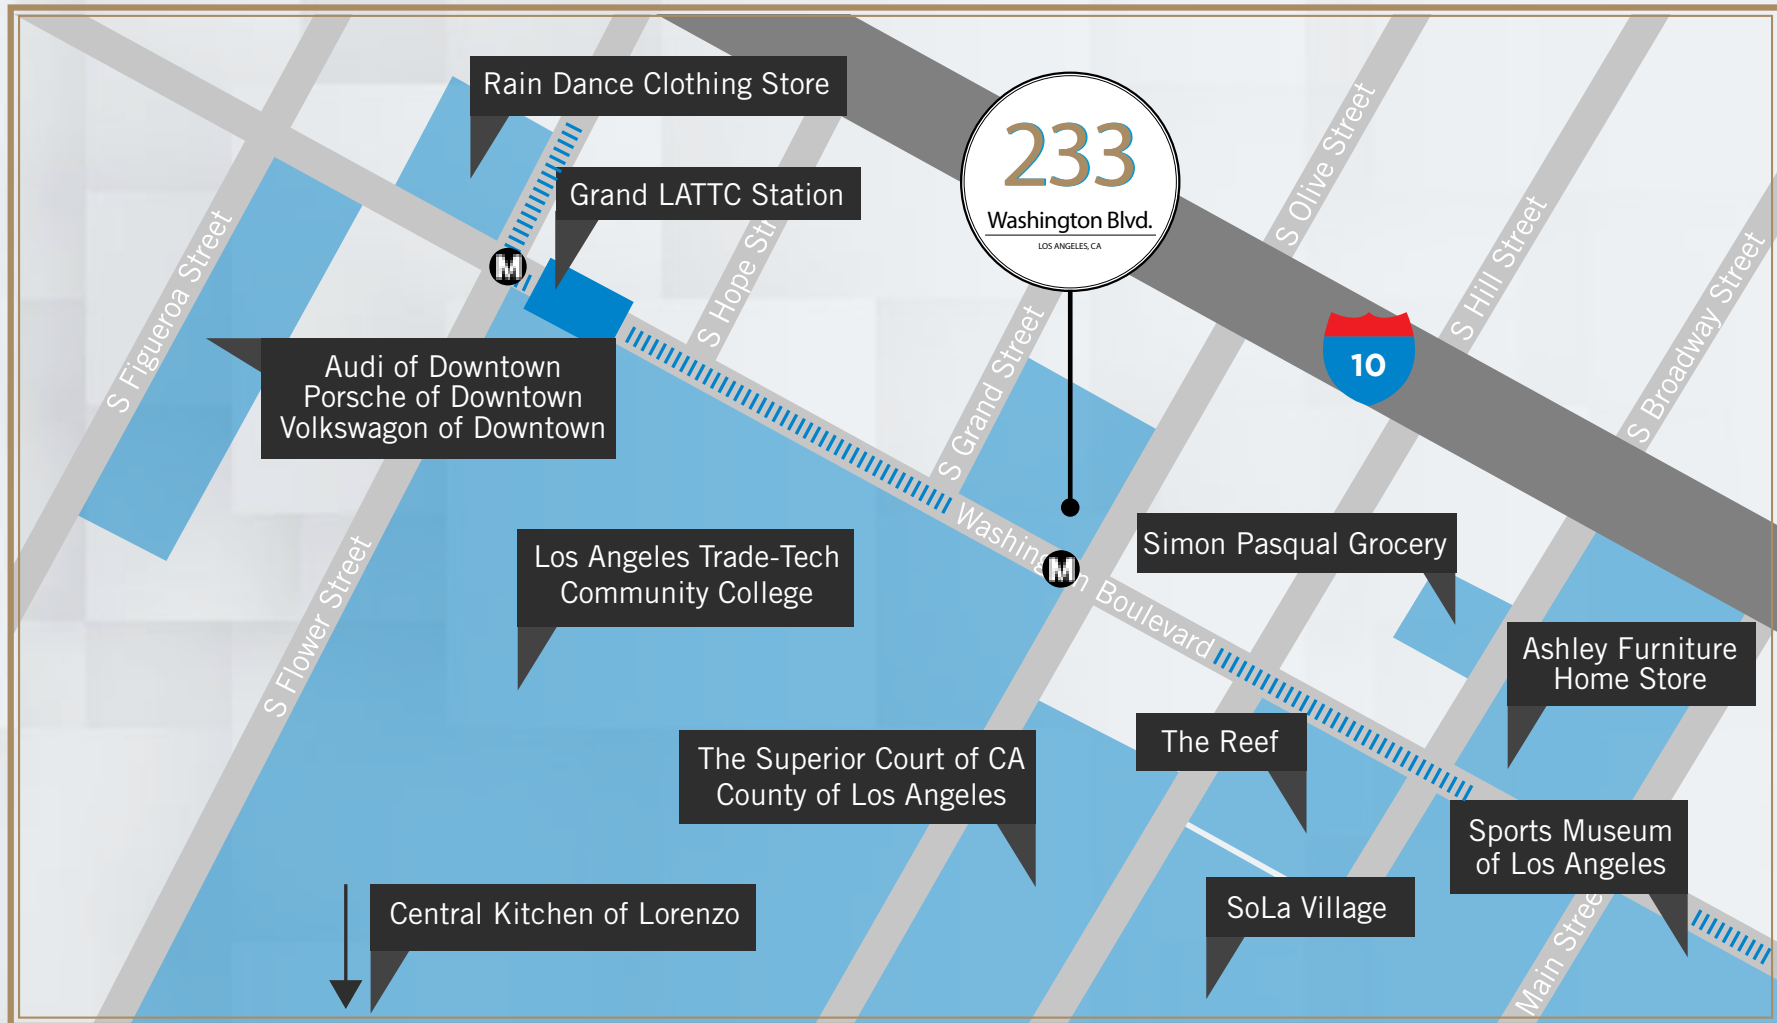 Rain Dance Clothing Store
Grand LATTC Station
233
Washington Blvd.
LOS ANGELES, CA
S Figueroa Street
S Hope Str
S Olive Street
S Hill Street
S Broadway Street
10
S Grand Street
Audi of Downtown
Porsche of Downtown
Volkswagon of Downtown
M
S Flower Street
Los Angeles Trade-Tech
Community College
Washington Boulevard
M
Simon Pasqual Grocery
Ashley Furniture
Home Store
The Superior Court of CA
County of Los Angeles
The Reef
Sports Museum
of Los Angeles
Central Kitchen of Lorenzo
SoLa Village
Main Stree